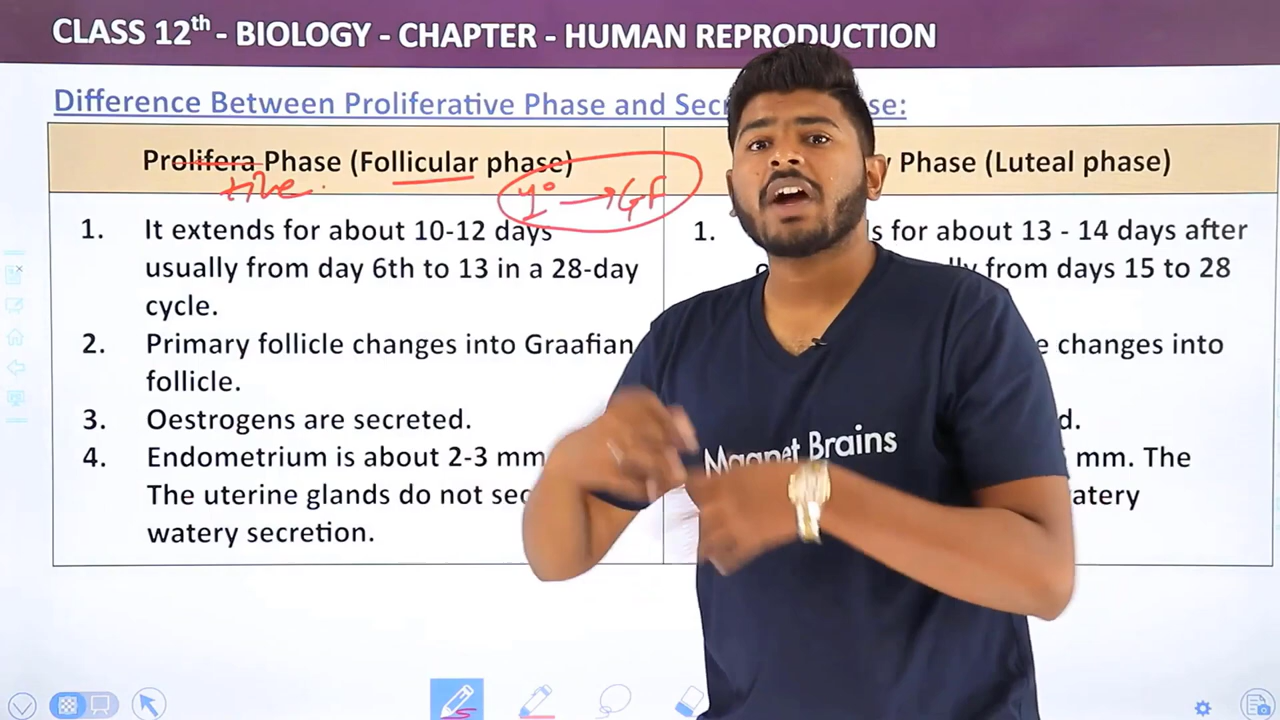 CLASS 12th - BIOLOGY - CHAPTER - HUMAN REPRODUCTION
Difference Between Proliferative Phase and Sec se:
Prolifera Phase (Follicular phase)
tive
1° → GF
1. It extends for about 10-12 days
usually from day 6th to 13 in a 28-day
cycle.
2. Primary follicle changes into Graafian
follicle.
3. Oestrogens are secreted.
4. Endometrium is about 2-3 mm
The uterine glands do not sec
watery secretion.
y Phase (Luteal phase)
1. s for about 13 - 14 days after
from days 15 to 28
e changes into
d.
mm. The
atery
Magnet Brains